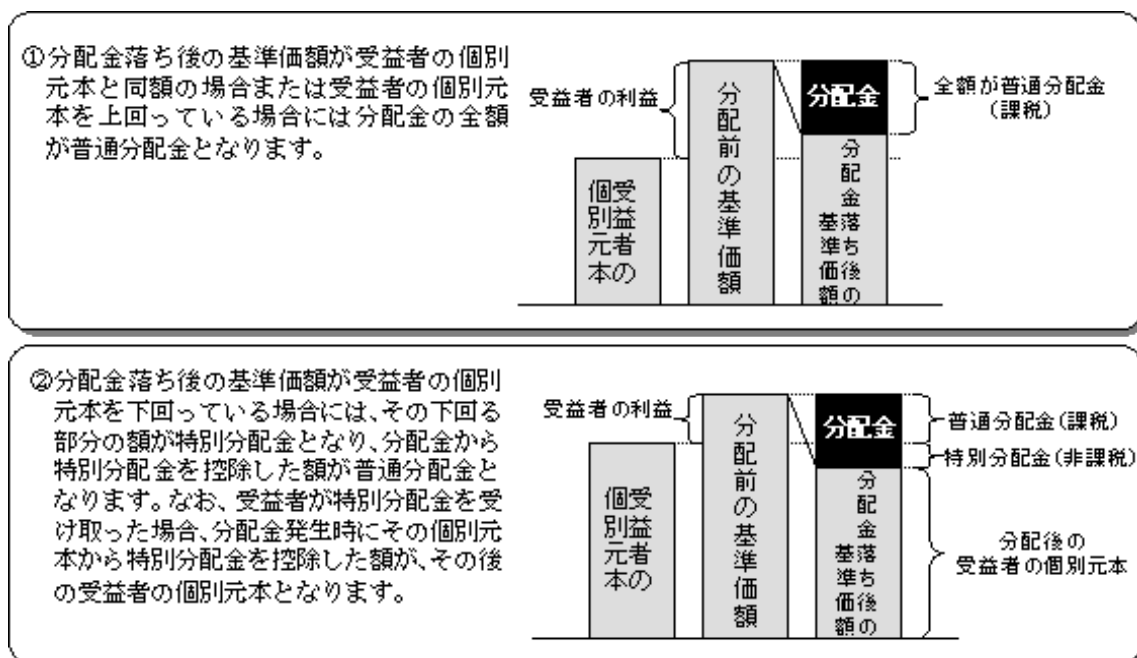 ①分配金落ち後の基準価額が受益者の個別
元本と同額の場合または受益者の個別元
本を上回っている場合には分配金の全額
が普通分配金となります。
受益者の利益
受益者の
個別元本
分配前の基準価額
分配金
分配金落ち後の
基準価額
全額が普通分配金
(課税)
②分配金落ち後の基準価額が受益者の個別
元本を下回っている場合には、その下回る
部分の額が特別分配金となり、分配金から
特別分配金を控除した額が普通分配金と
なります。なお、受益者が特別分配金を受
け取った場合、分配金発生時にその個別元
本から特別分配金を控除した額が、その後
の受益者の個別元本となります。
受益者の利益
受益者の
個別元本
分配前の基準価額
分配金
分配金落ち後の
基準価額
普通分配金(課税)
特別分配金(非課税)
分配後の
受益者の個別元本